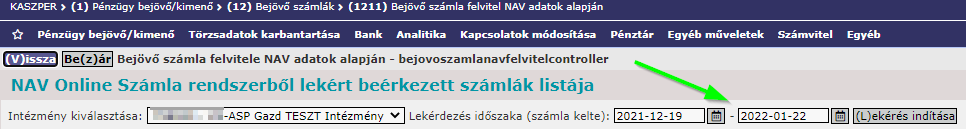 KASZPER > (1) Pénzügy bejövő/kimenő > (12) Bejövő számlák > (1211) Bejövő számla felvitel NAV adatok alapján
Pénzügy bejövő/kimenő Törzsadatok karbantartása Bank Analitika Kapcsolatok módosítása Pénztár Egyéb műveletek Számvitel Egyéb
(V)issza Be(z)ár Bejövő számla felvitele NAV adatok alapján - bejovoszamlanavfelvitelcontroller
NAV Online Számla rendszerből lekért beérkezett számlák listája
Intézmény kiválasztása: -ASP Gazd TESZT Intézmény Lekérdezés időszaka (számla kelte): 2021-12-19 - 2022-01-22 (L)ekérés indítása